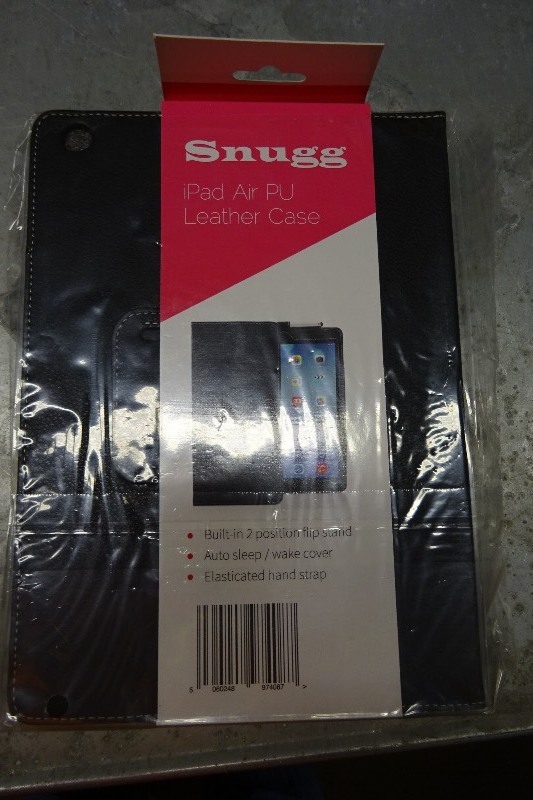 Snugg
iPad Air PU
Leather Case
Built-in 2 position flip stand
Auto sleep / wake cover
Elasticated hand strap
5 060248 974067 >